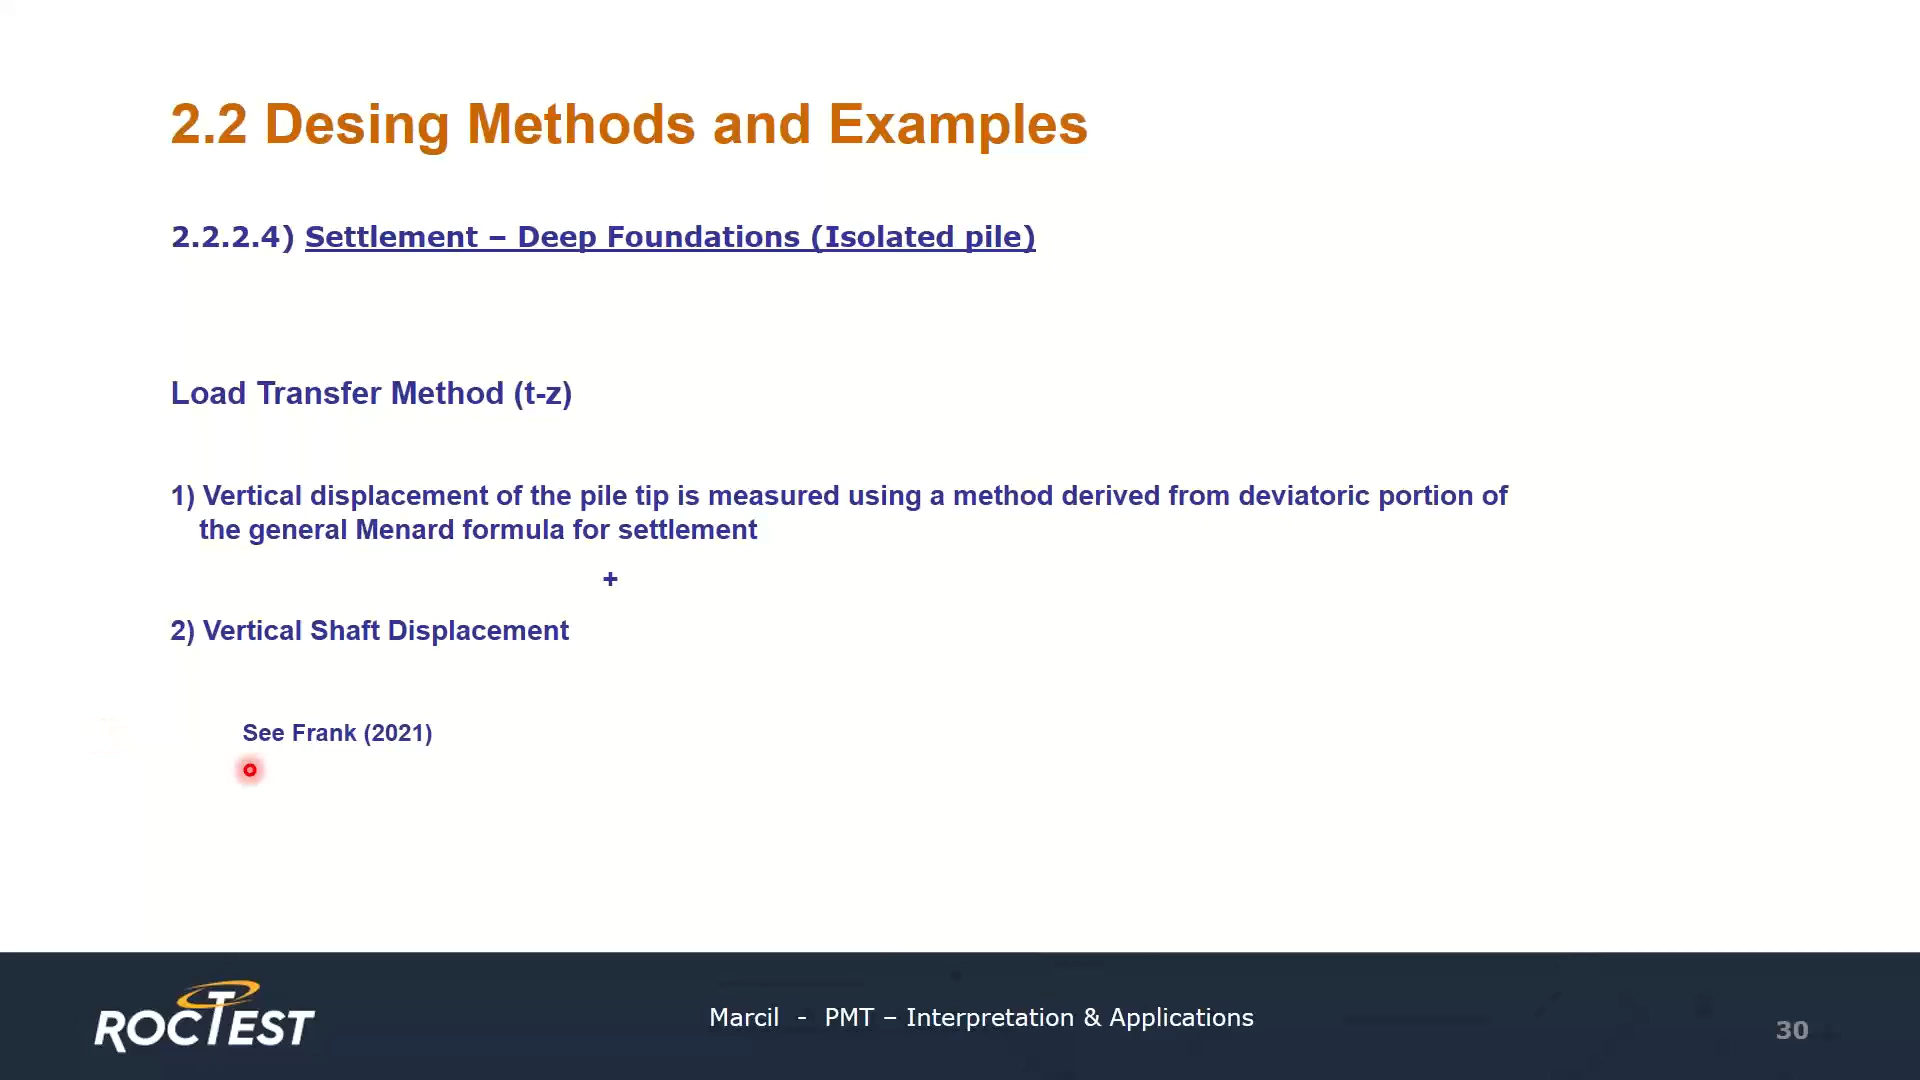 2.2 Desing Methods and Examples
2.2.2.4) Settlement – Deep Foundations (Isolated pile)
Load Transfer Method (t-z)
1) Vertical displacement of the pile tip is measured using a method derived from deviatoric portion of
the general Menard formula for settlement
+
2) Vertical Shaft Displacement
See Frank (2021)
ROCTEST
Marcil - PMT – Interpretation & Applications
30